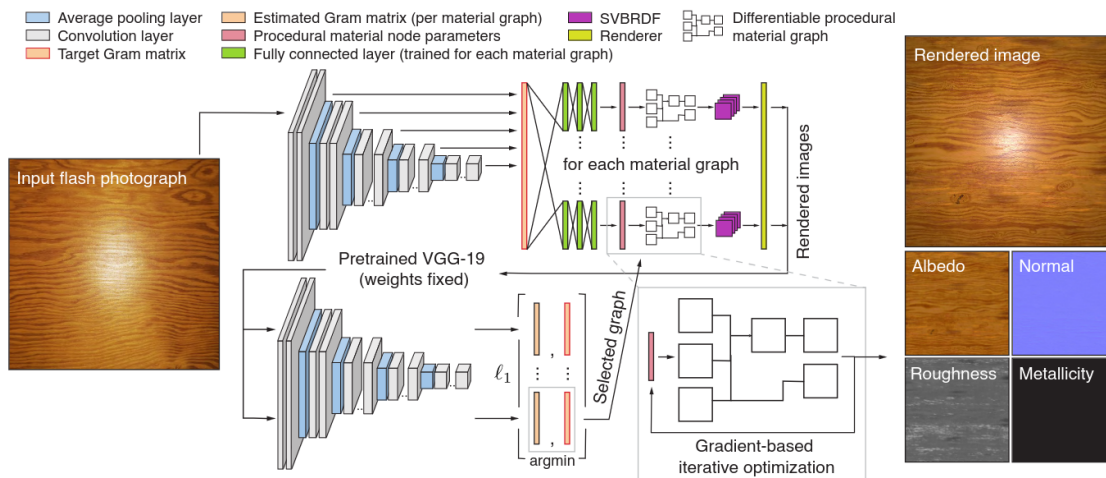 Average pooling layer
Convolution layer
Target Gram matrix
Estimated Gram matrix (per material graph)
Procedural material node parameters
Fully connected layer (trained for each material graph)
SVBRDF
Renderer
Differentiable procedural
material graph
Input flash photograph
for each material graph
Rendered images
Pretrained VGG-19
(weights fixed)
ℓ1
, ,
argmin
Selected graph
Gradient-based
iterative optimization
Rendered image
Albedo
Normal
Roughness
Metallicity